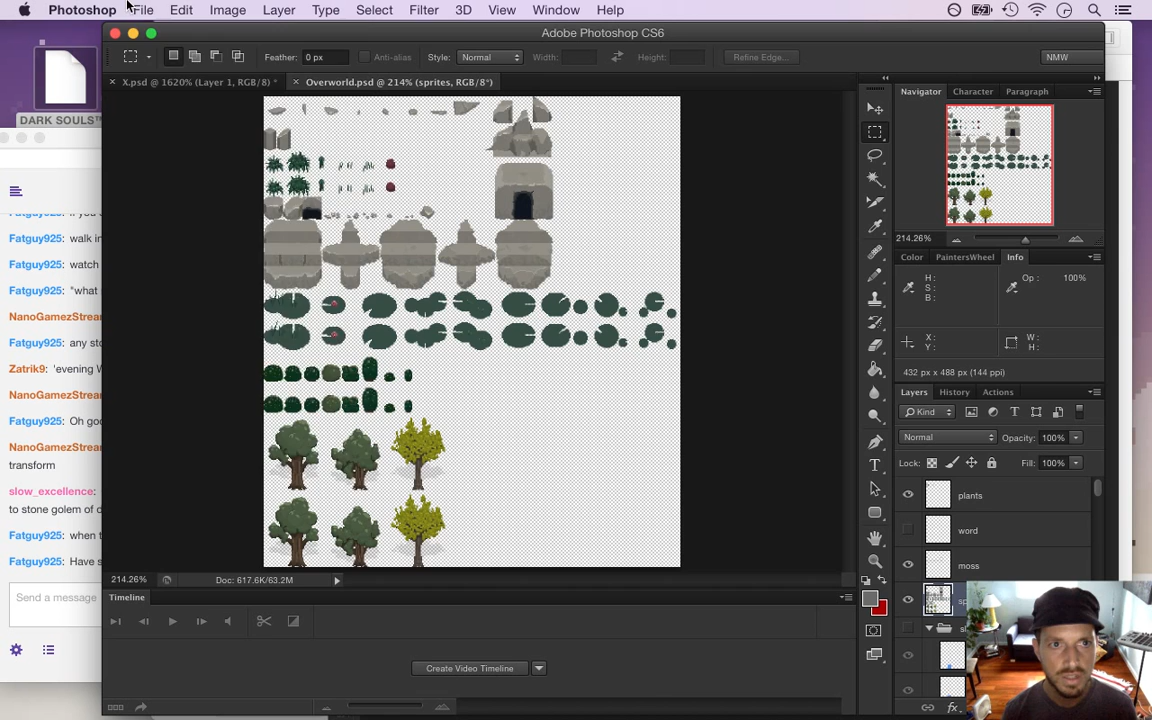 Photoshop File Edit Image Layer Type Select Filter 3D View Window Help
Adobe Photoshop CS6
Feather: 0 px Anti-alias Style: Normal Width: Height: Refine Edge... NMW
X.psd @ 1620% (Layer 1, RGB/8) * Overworld.psd @ 214% (sprites, RGB/8*)
DARK SOULS™
Navigator Character Paragraph
214.26%
Color PaintersWheel Info
H:
S:
B:
Op: 100%
X:
Y:
W:
H:
432 px x 488 px (144 ppi)
Layers History Actions
Kind
Normal Opacity: 100%
Lock: Fill: 100%
plants
word
moss
Fatguy925: walk in
Fatguy925: watch
Fatguy925: "what
NanoGamezStream
Fatguy925: any sto
Zatrik9: 'evening W
NanoGamezStream
Fatguy925: Oh goo
NanoGamezStream
transform
slow_excellence:
to stone golem of d
Fatguy925: when t
Fatguy925: Have s
Send a message
214.26% Doc: 617.6K/63.2M
Timeline
Create Video Timeline
fx